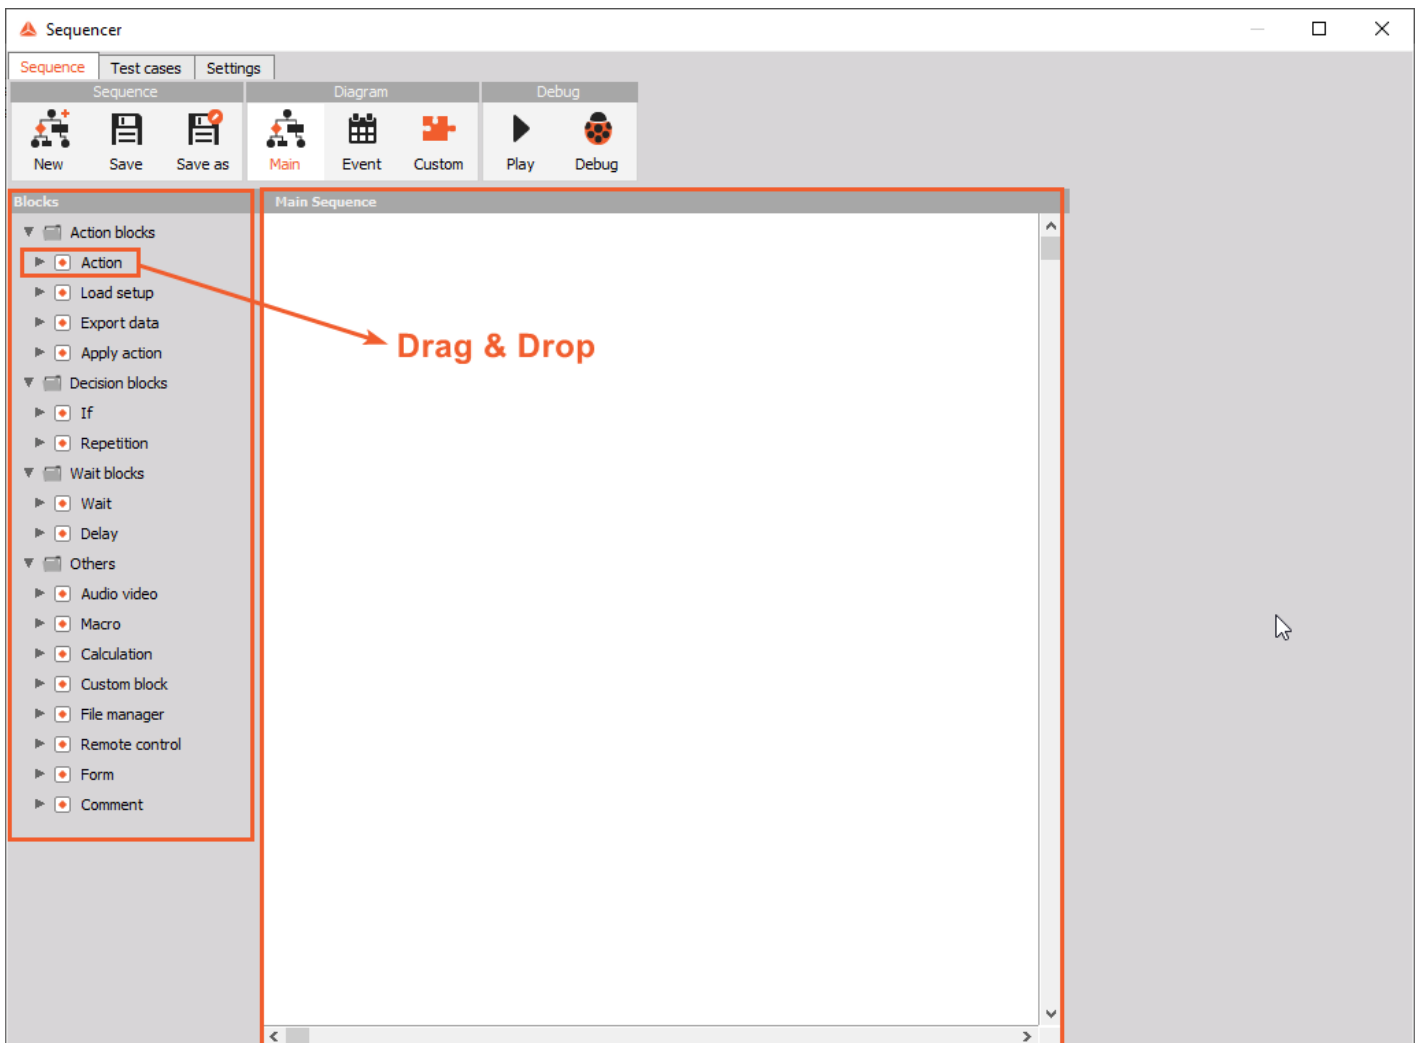 Sequencer
Sequence Test cases Settings
Sequence Diagram Debug
New Save Save as Main Event Custom Play Debug
Blocks Main Sequence
Action blocks
Action
Load setup
Export data
Drag & Drop
Apply action
Decision blocks
If
Repetition
Wait blocks
Wait
Delay
Others
Audio video
Macro
Calculation
Custom block
File manager
Remote control
Form
Comment